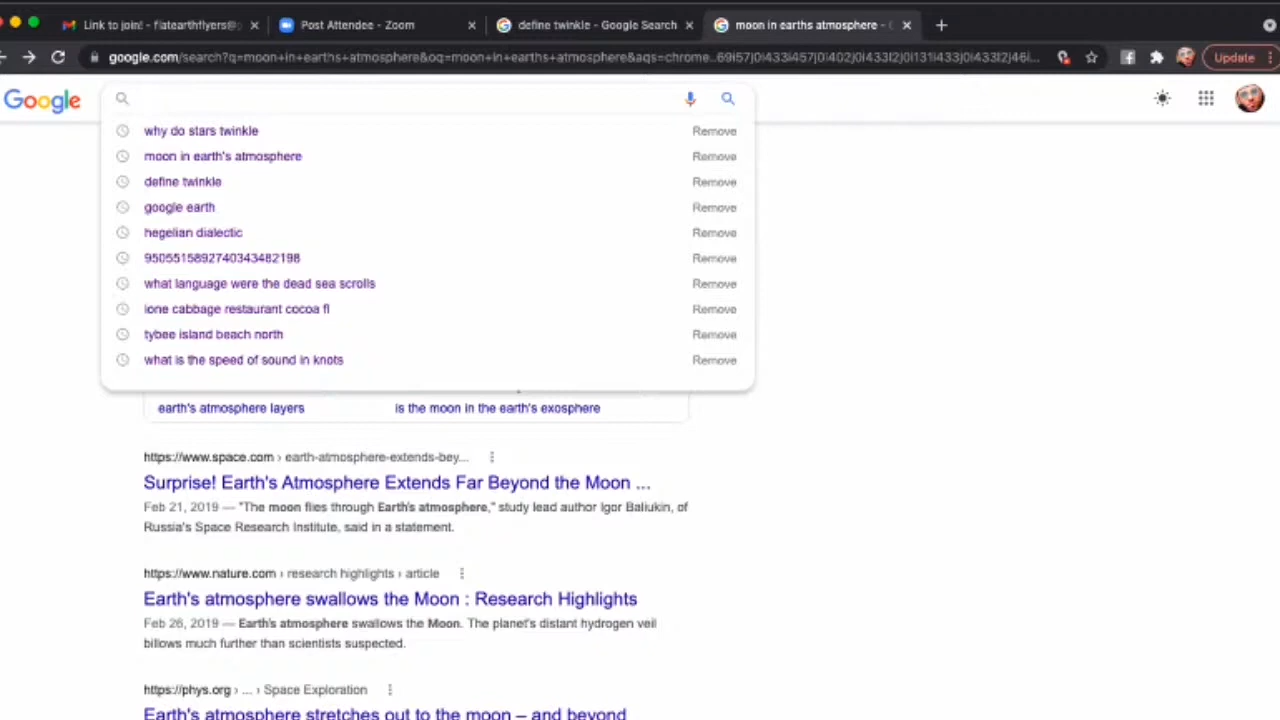 Link to join! - flatearthflyers@g
Post Attendee - Zoom
define twinkle - Google Search
moon in earths atmosphere -
google.com/search?q=moon+in+earths+atmosphere&oq=moon+in+earths+atmosphere&aqs=chrome..69i57j0i433i457j0i402j0i433l2j0i131i433j0i433l2j46i...
Update
Google
why do stars twinkle
Remove
moon in earth's atmosphere
Remove
define twinkle
Remove
google earth
Remove
hegelian dialectic
Remove
9505515892740343482198
Remove
what language were the dead sea scrolls
Remove
lone cabbage restaurant cocoa fl
Remove
tybee island beach north
Remove
what is the speed of sound in knots
Remove
earth's atmosphere layers
is the moon in the earth's exosphere
https://www.space.com › earth-atmosphere-extends-bey...
Surprise! Earth's Atmosphere Extends Far Beyond the Moon ...
Feb 21, 2019 — "The moon flies through Earth's atmosphere," study lead author Igor Baliukin, of
Russia's Space Research Institute, said in a statement.
https://www.nature.com › research highlights › article
Earth's atmosphere swallows the Moon : Research Highlights
Feb 26, 2019 — Earth's atmosphere swallows the Moon. The planet's distant hydrogen veil
billows much further than scientists suspected.
https://phys.org › ... › Space Exploration
Earth's atmosphere stretches out to the moon – and beyond